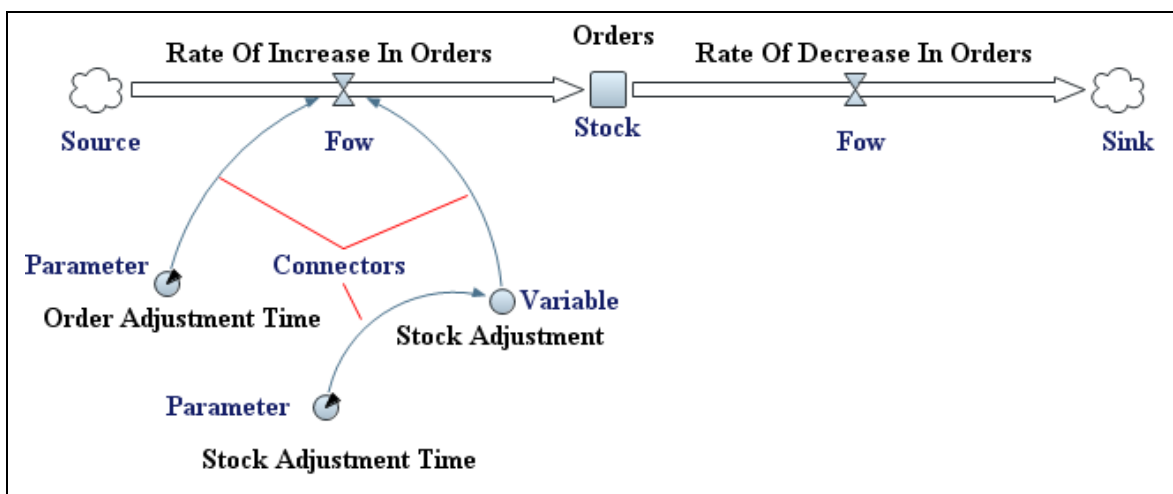 Orders
Rate Of Increase In Orders
Rate Of Decrease In Orders
Source
Fow
Stock
Fow
Sink
Parameter
Connectors
Variable
Order Adjustment Time
Stock Adjustment
Parameter
Stock Adjustment Time